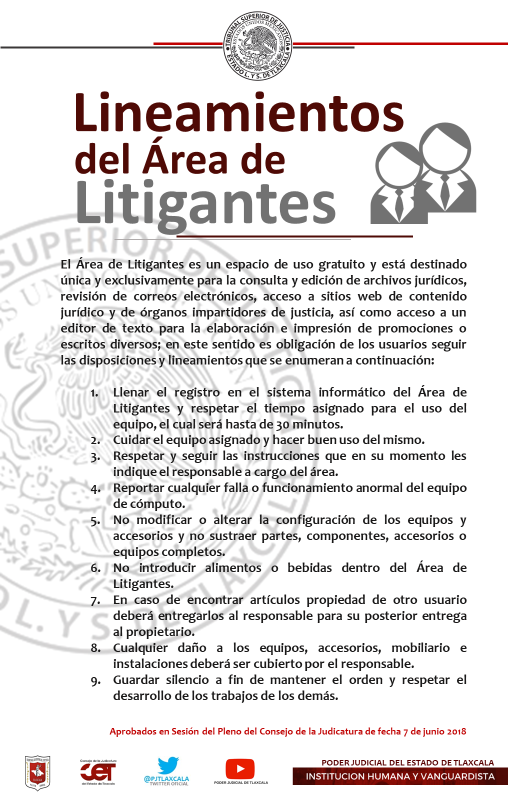 TRIBUNAL SUPERIOR DE JUSTICIA
ESTADO L. Y S. DE TLAXCALA
Lineamientos
del Área de
Litigantes
El Área de Litigantes es un espacio de uso gratuito y está destinado
única y exclusivamente para la consulta y edición de archivos jurídicos,
revisión de correos electrónicos, acceso a sitios web de contenido
jurídico y de órganos impartidores de justicia, así como acceso a un
editor de texto para la elaboración e impresión de promociones o
escritos diversos; en este sentido es obligación de los usuarios seguir
las disposiciones y lineamientos que se enumeran a continuación:
1. Llenar el registro en el sistema informático del Área de
Litigantes y respetar el tiempo asignado para el uso del
equipo, el cual será hasta de 30 minutos.
2. Cuidar el equipo asignado y hacer buen uso del mismo.
3. Respetar y seguir las instrucciones que en su momento les
indique el responsable a cargo del área.
4. Reportar cualquier falla o funcionamiento anormal del equipo
de cómputo.
5. No modificar o alterar la configuración de los equipos y
accesorios y no sustraer partes, componentes, accesorios o
equipos completos.
6. No introducir alimentos o bebidas dentro del Área de
Litigantes.
7. En caso de encontrar artículos propiedad de otro usuario
deberá entregarlos al responsable para su posterior entrega
al propietario.
8. Cualquier daño a los equipos, accesorios, mobiliario e
instalaciones deberá ser cubierto por el responsable.
9. Guardar silencio a fin de mantener el orden y respetar el
desarrollo de los trabajos de los demás.
Aprobados en Sesión del Pleno del Consejo de la Judicatura de fecha 7 de junio 2018
Consejo de la Judicatura
CET
del Estado de Tlaxcala
@PJTLAXCALA
TWITTER OFICIAL
PODER JUDICIAL DE TLAXCALA
PODER JUDICIAL DEL ESTADO DE TLAXCALA
INSTITUCIÓN HUMANA Y VANGUARDISTA